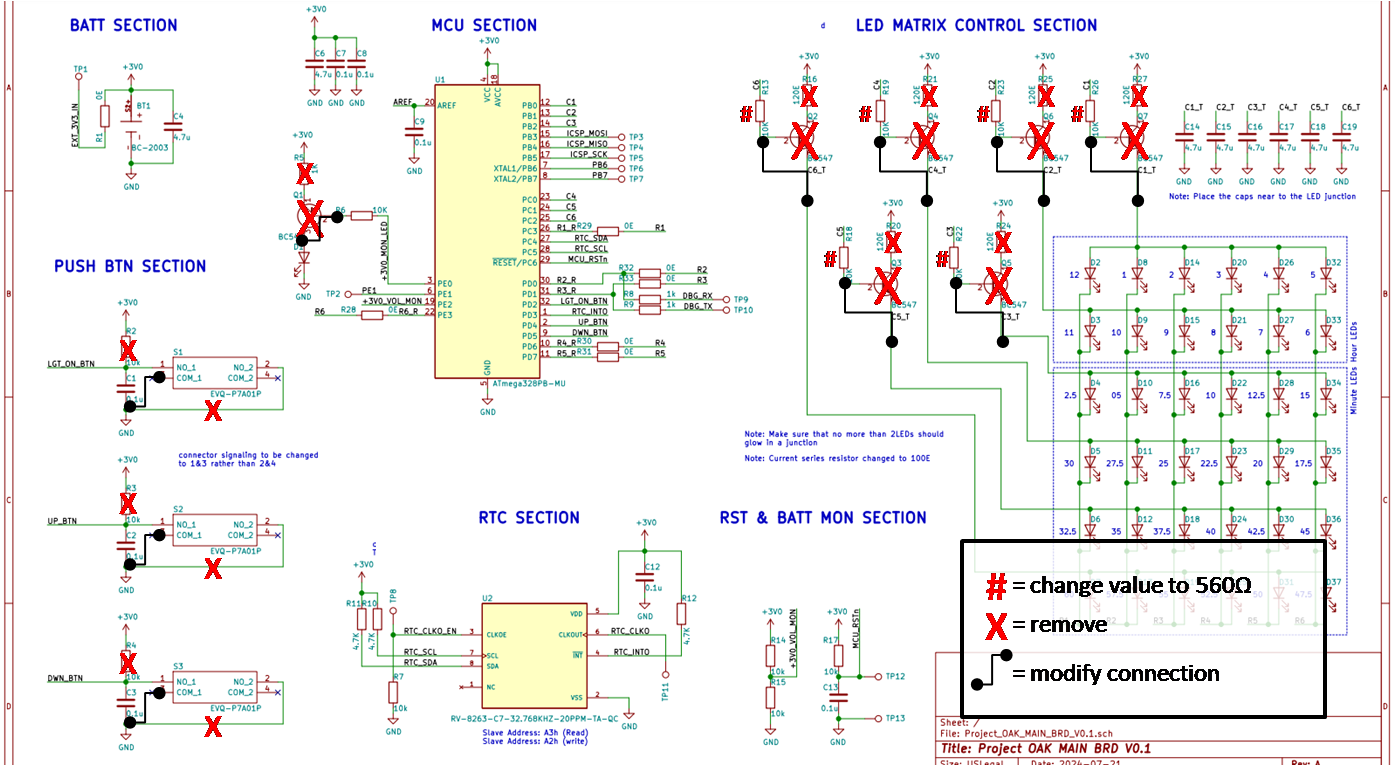 BATT SECTION
MCU SECTION
d
LED MATRIX CONTROL SECTION
TP1
+3V0
EXT_3V3_IN
R1
0E
BT1
BC-2003
C4
4.7u
GND
+3V0
C6
4.7u
C7
0.1u
C8
0.1u
GND
GND
GND
AREF
C9
0.1u
GND
+3V0
U1
20 AREF
VCC 4
AVCC 18
PB0 12 C1
PB1 13 C2
PB2 14 C3
PB3 15 ICSP_MOSI TP3
PB4 16 ICSP_MISO TP4
PB5 17 ICSP_SCK TP5
XTAL1/PB6 7 PB6 TP6
XTAL2/PB7 8 PB7 TP7
PC0 23 C4
PC1 24 C5
PC2 25 C6
PC3 26 R1_R R29 0E R1
PC4 27 RTC_SDA
PC5 28 RTC_SCL
RESET/PC6 29 MCU_RSTn
PD0 30 R2_R R32 0E R2
PD1 31 R3_R R33 0E R3
PD2 32 LGT_ON_BTN R8 1k DBG_RX TP9
PD3 1 RTC_INTO R9 1k DBG_TX TP10
PD4 2 UP_BTN
PD5 9 DWN_BTN
PD6 10 R4_R R30 0E R4
PD7 11 R5_R R31 0E R5
3 PE0
TP2 PE1 6 PE1
+3V0_VOL_MON 19 PE2
R6 R28 0E R6_R 22 PE3
GND 5
ATmega328PB-MU
GND
+3V0
R5
1K
Q1
R6
10K
+3V0_MON_LED
GND
+3V0
C6
R13
10K
#
R16
120E
Q2
BC547
C6_T
+3V0
C4
R19
10K
#
R21
120E
Q4
BC547
C4_T
+3V0
C2
R23
10K
#
R25
120E
Q6
BC547
C2_T
+3V0
C1
R26
10K
#
R27
120E
Q7
BC547
C1_T
+3V0
C5
R18
#
R20
120E
Q3
BC547
C5_T
+3V0
C3
R22
#
R24
120E
Q5
BC547
C3_T
C1_T C2_T C3_T C4_T C5_T C6_T
C14 C15 C16 C17 C18 C19
4.7u 4.7u 4.7u 4.7u 4.7u 4.7u
GND GND GND GND GND GND
Note: Place the caps near to the LED junction
D2 D8 D14 D20 D26 D32
12 1 2 3 4 5
D3 D9 D15 D21 D27 D33
11 10 9 8 7 6
Minute LEDs Hour LEDs
D4 D10 D16 D22 D28 D34
2.5 05 7.5 10 12.5 15
D5 D11 D17 D23 D29 D35
30 27.5 25 22.5 20 17.5
D6 D12 D18 D24 D30 D36
32.5 35 37.5 40 42.5 45
D31 D37
47.5
R2 R3 R4 R5 R6
PUSH BTN SECTION
+3V0
R2
10k
LGT_ON_BTN
C1
0.1u
GND
S1
1 NO_1 NO_2 2
COM_1 COM_2 4
EVQ-P7A01P
connector signaling to be changed
to 1&3 rather than 2&4
+3V0
R3
10k
UP_BTN
C2
0.1u
GND
S2
1 NO_1 NO_2 2
COM_1 COM_2 4
EVQ-P7A01P
+3V0
R4
10k
DWN_BTN
C3
0.1u
GND
S3
1 NO_1 NO_2 2
COM_1 COM_2 4
EVQ-P7A01P
Note: Make sure that no more than 2LEDs should
glow in a junction
Note: Current series resistor changed to 100E
RTC SECTION
+3V0
R11 R10
4.7K 4.7K
TP8
R7
10k
GND
U2
RTC_CLKO_EN 3 CLKOE
RTC_SCL 7 SCL
RTC_SDA 8 SDA
1 NC
VDD 5
CLKOUT 6 RTC_CLKO
INT 4 RTC_INTO
VSS 2
RV-8263-C7-32.768KHZ-20PPM-TA-QC
Slave Address: A3h (Read)
Slave Address: A2h (write)
+3V0
C12
0.1u
GND
R12
4.7K
TP11
GND
RST & BATT MON SECTION
+3V0
R14
10k
+3V0_VOL_MON
R15
10k
GND
+3V0
R17
10k
MCU_RSTn
TP12
C13
0.1u
TP13
GND
# = change value to 560Ω
X = remove
= modify connection
Sheet: /
File: Project_OAK_MAIN_BRD_V0.1.sch
Title: Project OAK MAIN BRD V0.1
Size: USLegal Date: 2024-07-21 Rev: A
A
B
C
D
A
B
C
D